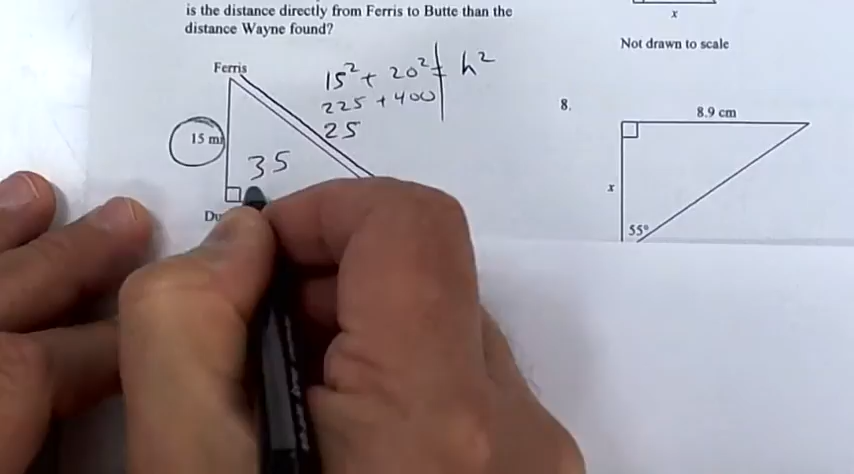 is the distance directly from Ferris to Butte than the
distance Wayne found?
Ferris
15² + 20² = h²
225 + 400
25
15 mi
35
Du
x
Not drawn to scale
8.
8.9 cm
x
55°